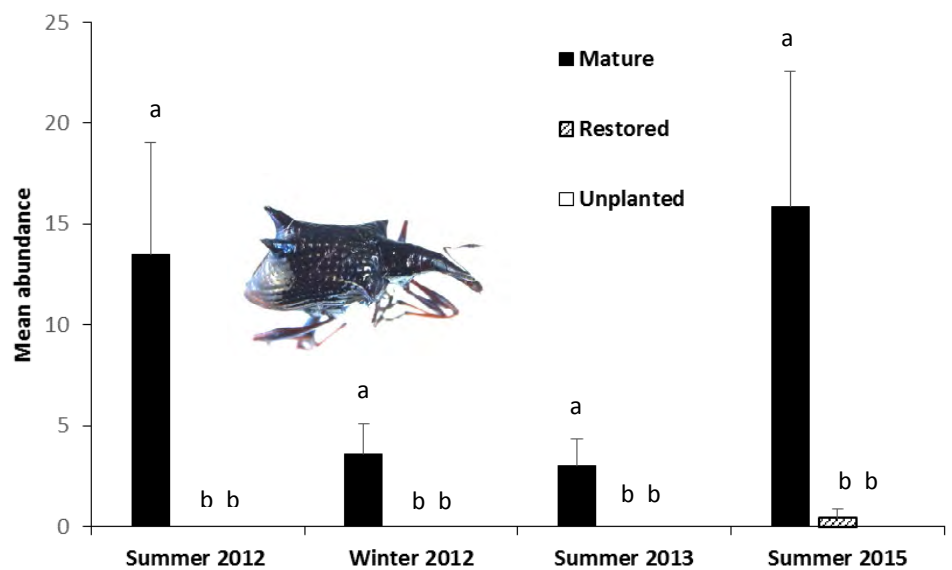 25
20
15
10
5
0
Mean abundance
Mature
Restored
Unplanted
a
b b
a
b b
a
b b
a
b b
Summer 2012
Winter 2012
Summer 2013
Summer 2015